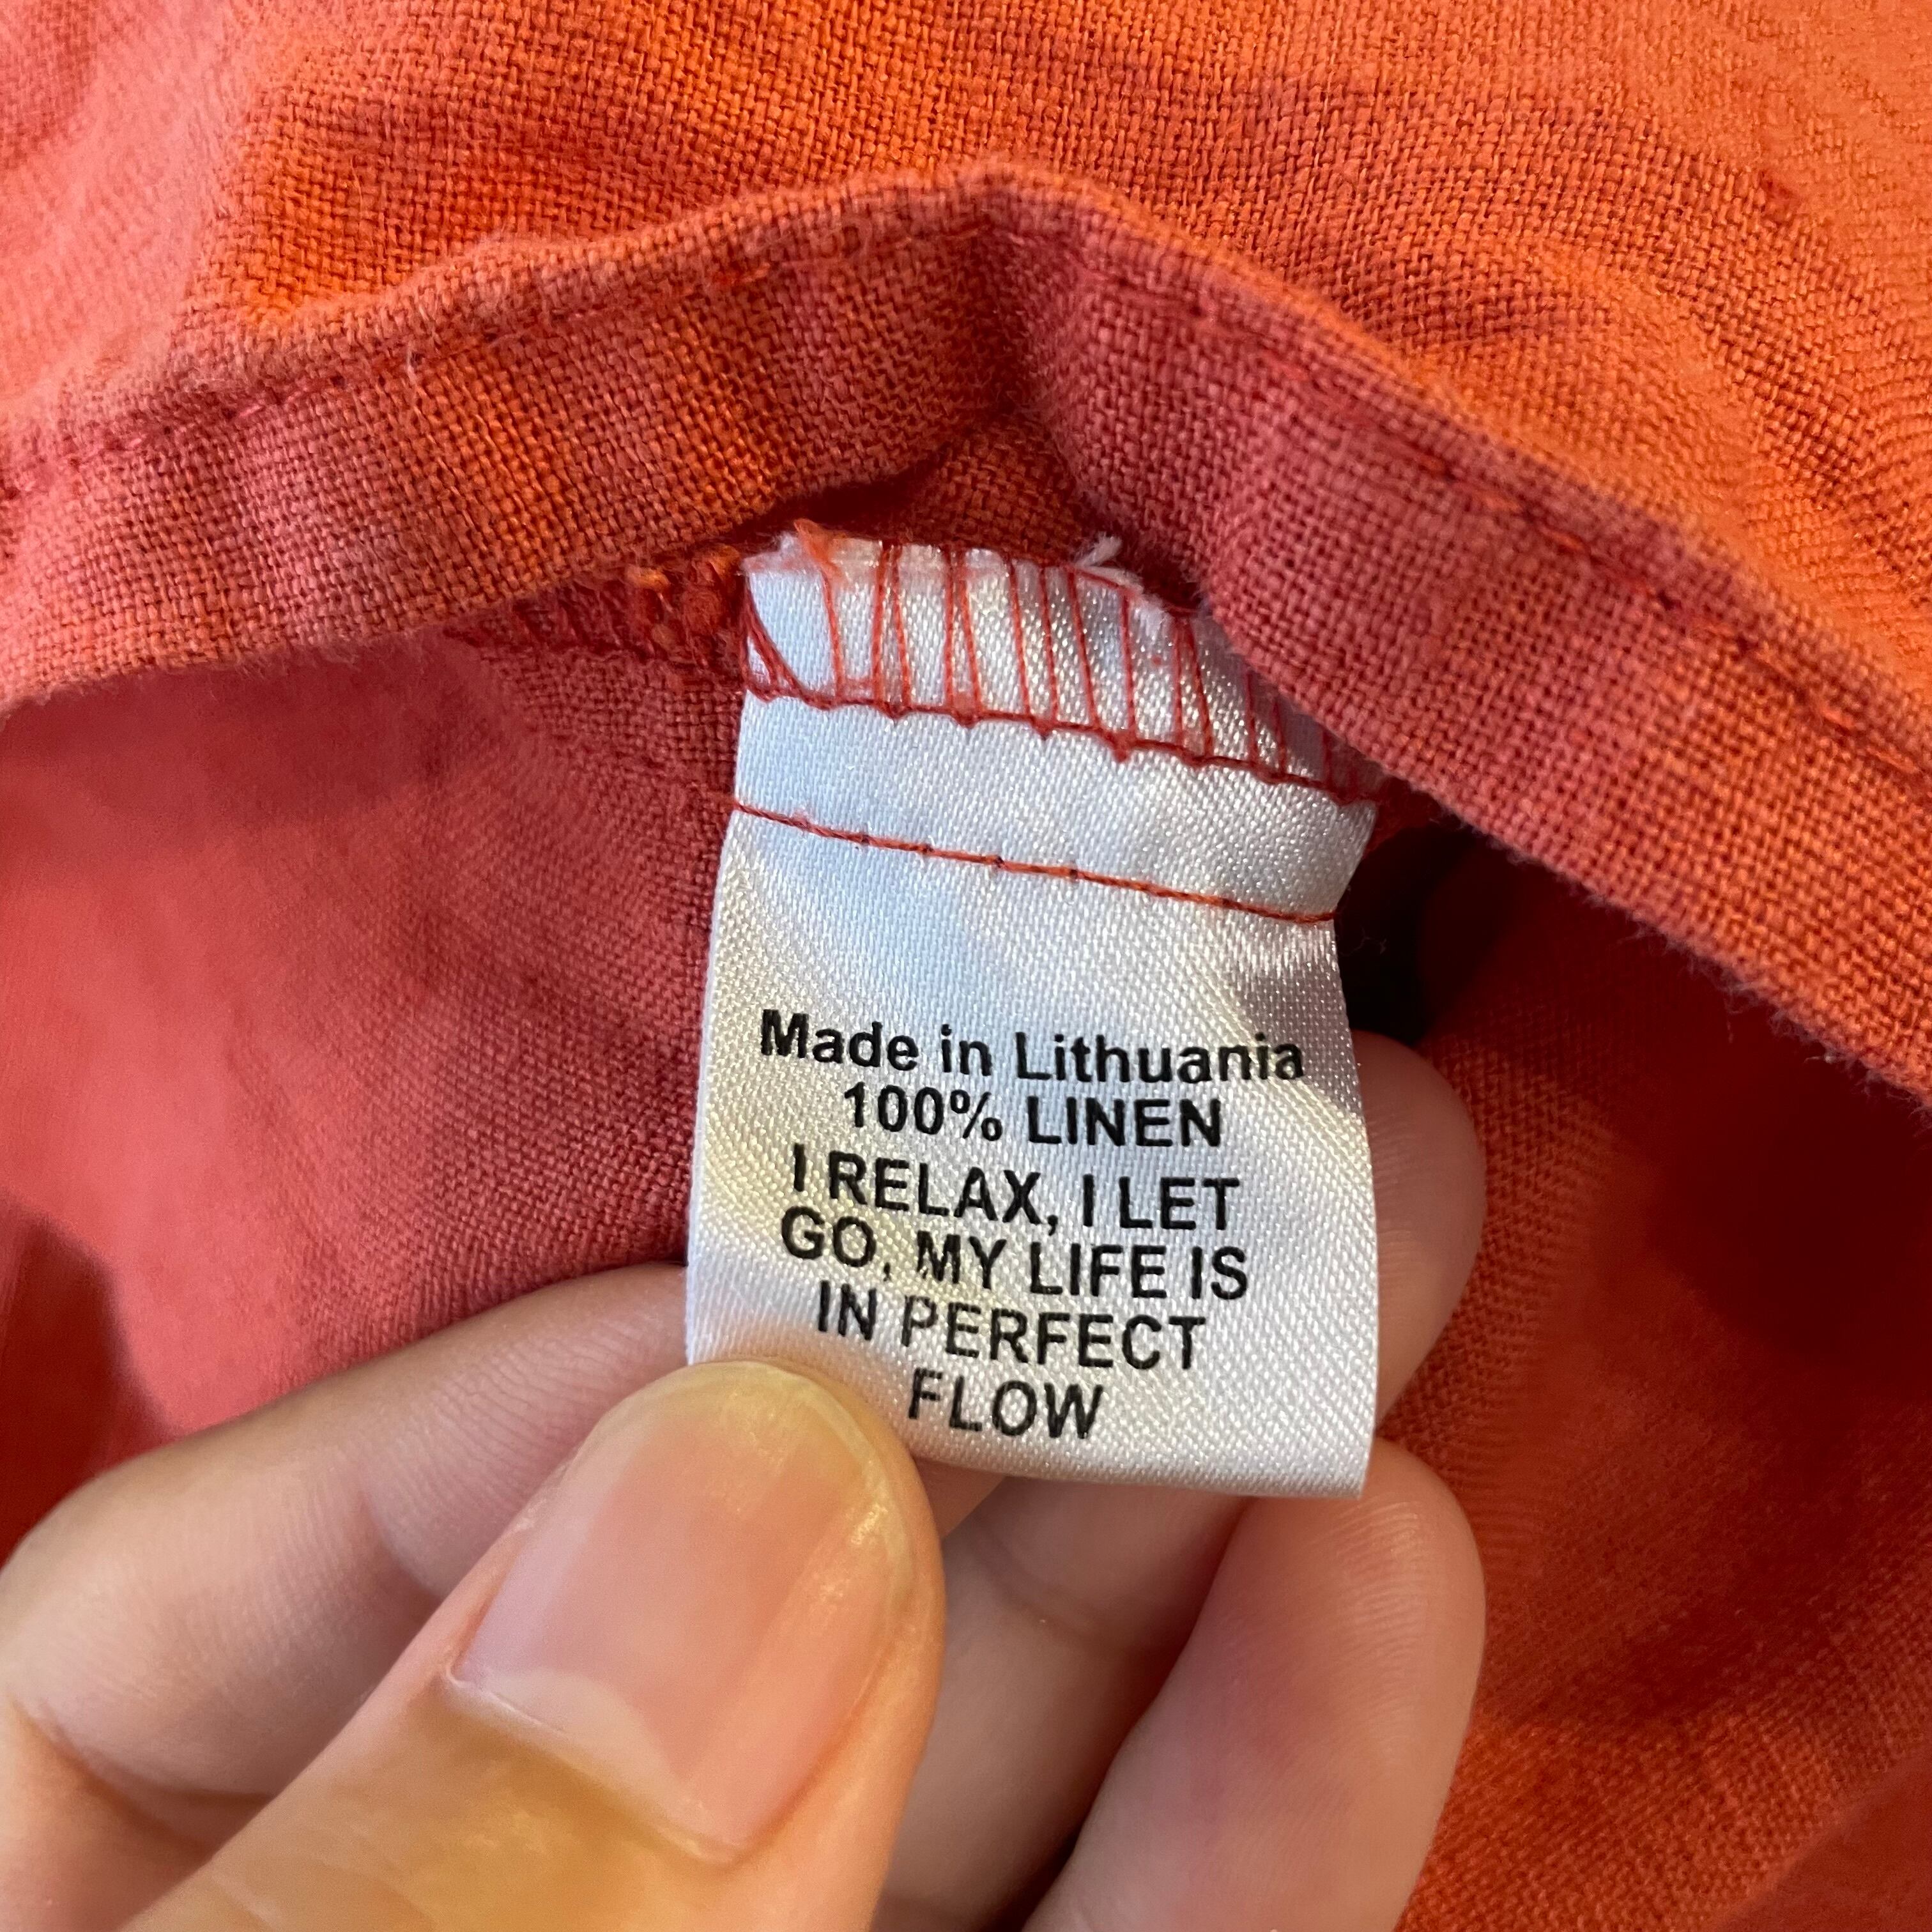 Made in Lithuania
100% LINEN
I RELAX, I LET
GO, MY LIFE IS
IN PERFECT
FLOW